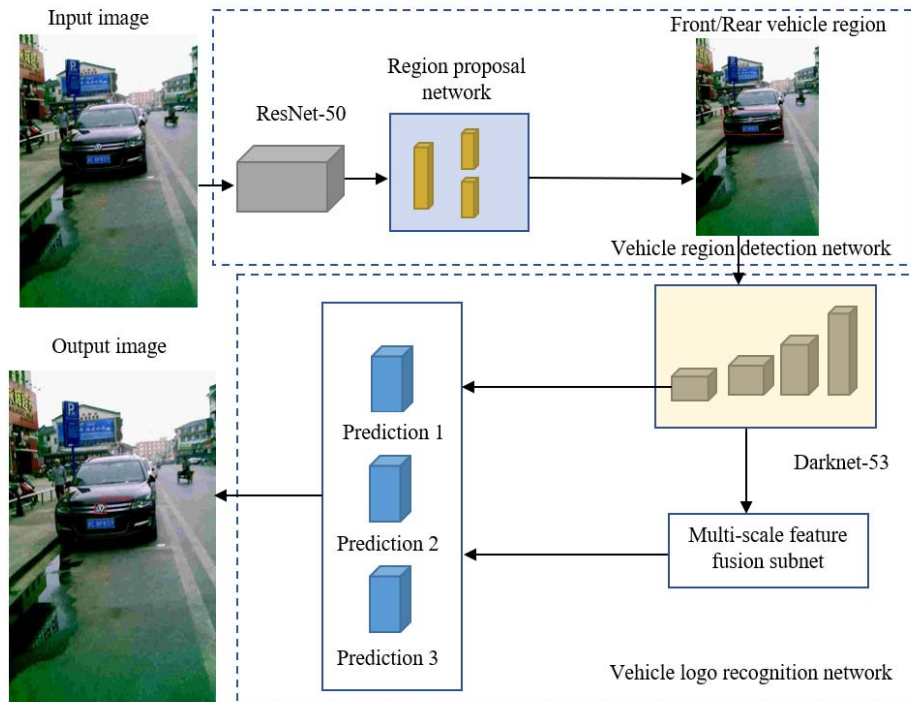 Input image
Front/Rear vehicle region
Region proposal
network
ResNet-50
Vehicle region detection network
Output image
Prediction 1
Prediction 2
Prediction 3
Darknet-53
Multi-scale feature
fusion subnet
Vehicle logo recognition network